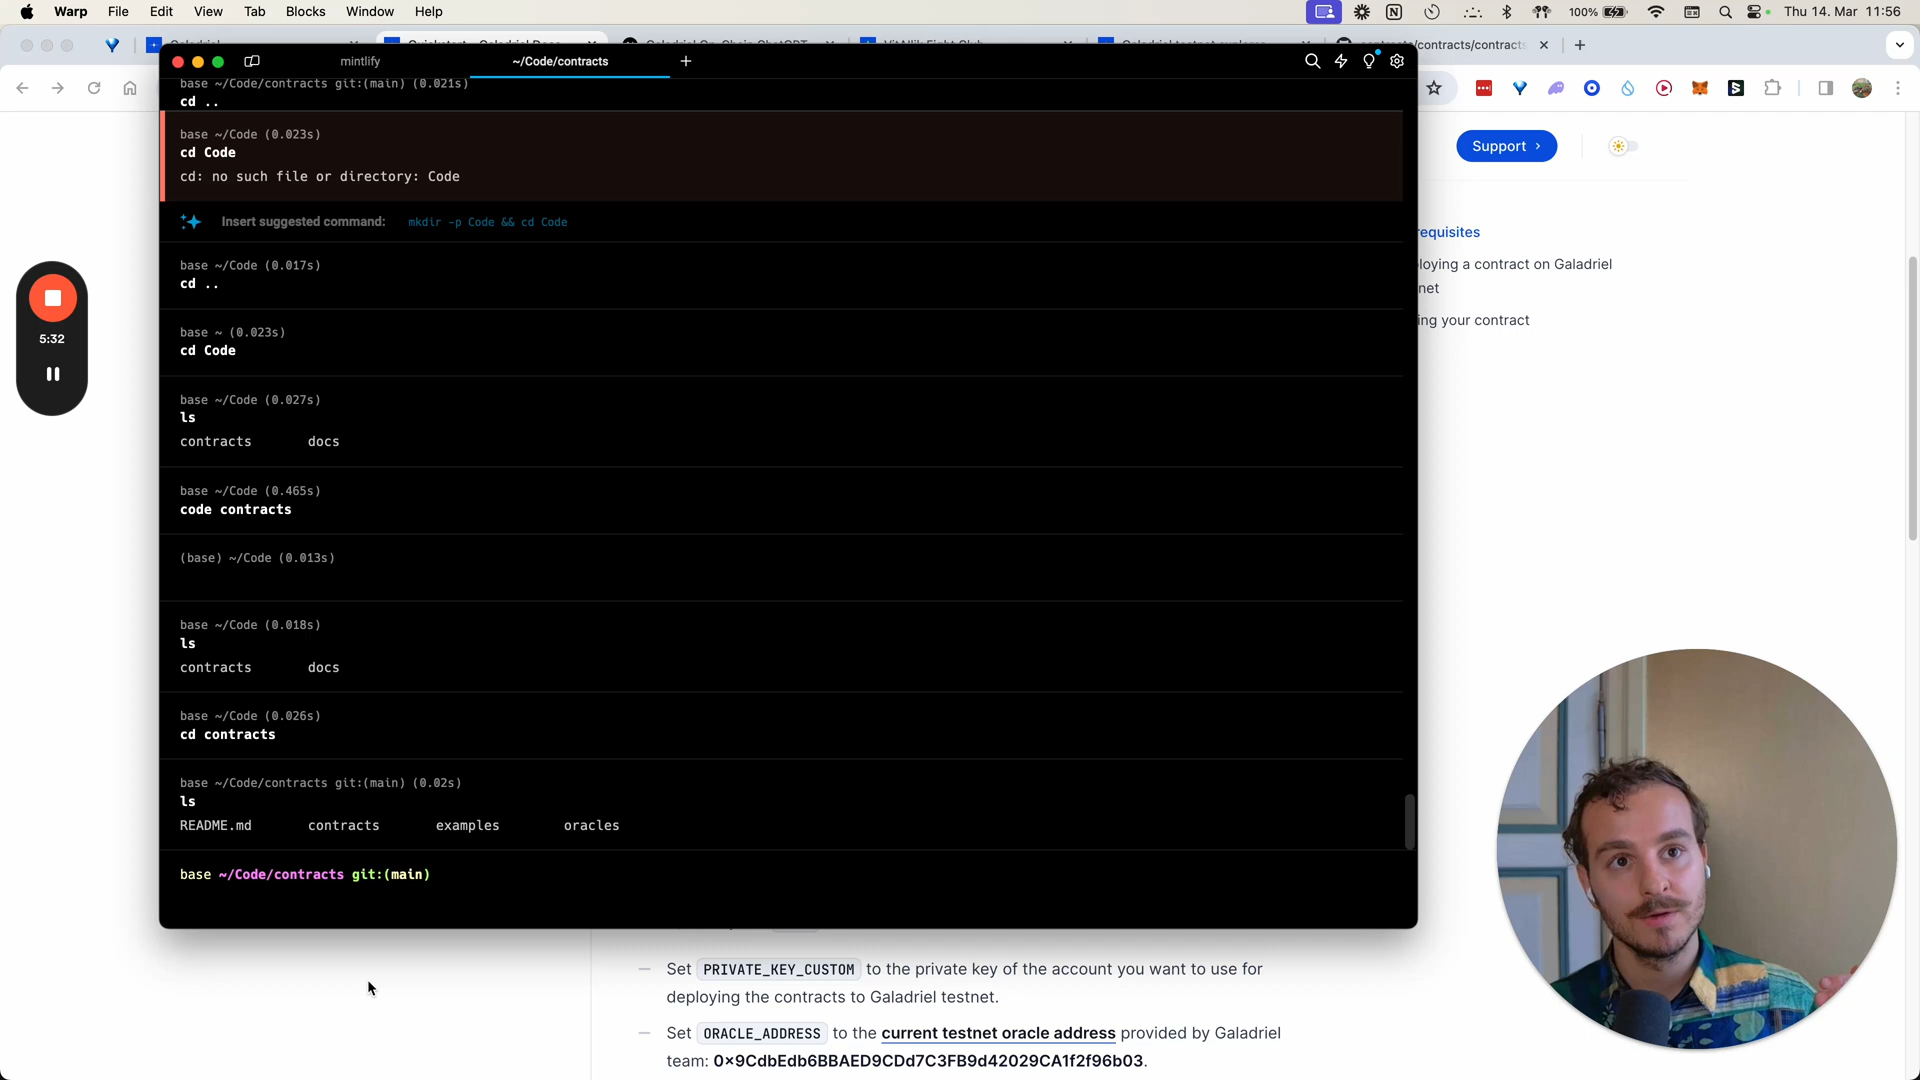 Warp File Edit View Tab Blocks Window Help
100% Thu 14. Mar 11:56
contracts/contracts/contracts
mintlify ~/Code/contracts
base ~/Code/contracts git:(main) (0.021s)
cd ..
base ~/Code (0.023s)
cd Code
cd: no such file or directory: Code
Insert suggested command: mkdir -p Code && cd Code
base ~/Code (0.017s)
cd ..
base ~ (0.023s)
cd Code
base ~/Code (0.027s)
ls
contracts docs
base ~/Code (0.465s)
code contracts
(base) ~/Code (0.013s)
base ~/Code (0.018s)
ls
contracts docs
base ~/Code (0.026s)
cd contracts
base ~/Code/contracts git:(main) (0.02s)
ls
README.md contracts examples oracles
base ~/Code/contracts git:(main)
5:32
Support ›
requisites
loying a contract on Galadriel
net
ing your contract
Set PRIVATE_KEY_CUSTOM to the private key of the account you want to use for
deploying the contracts to Galadriel testnet.
Set ORACLE_ADDRESS to the current testnet oracle address provided by Galadriel
team: 0×9CdbEdb6BBAED9CDd7C3FB9d42029CA1f2f96b03.